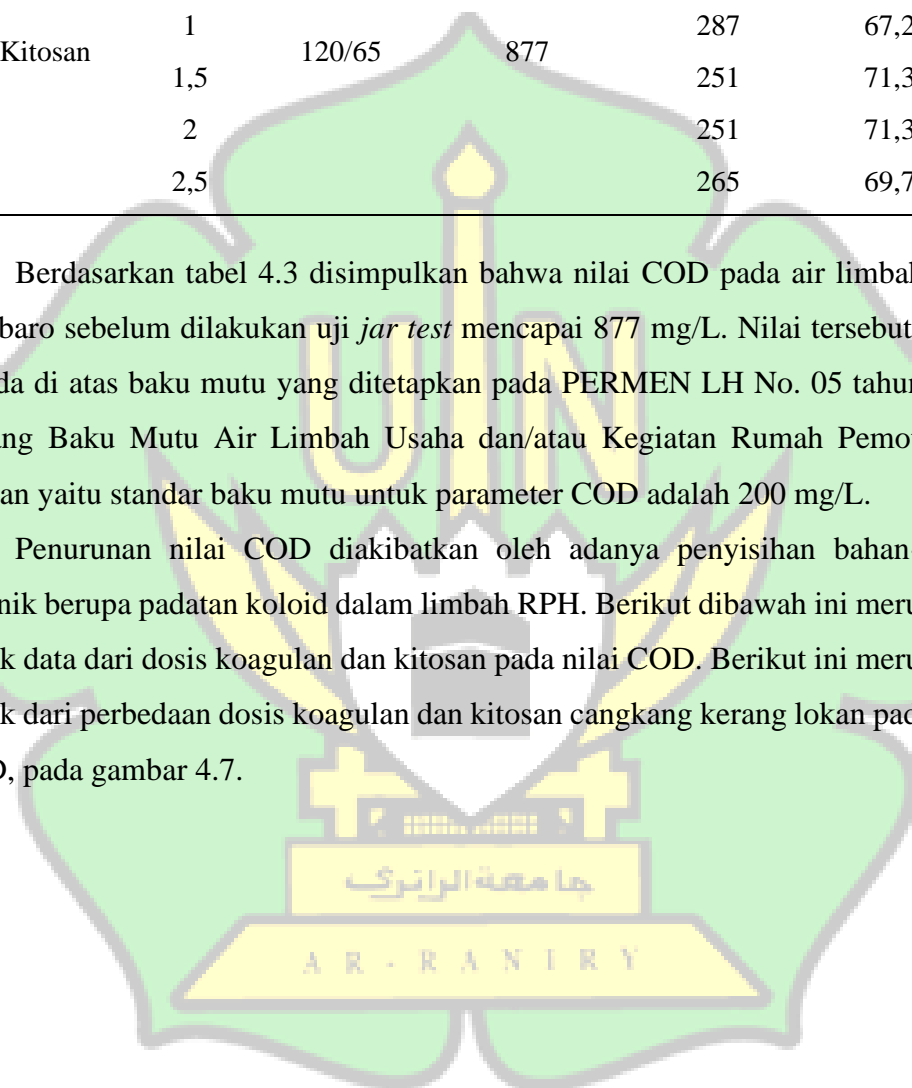 1 287 67,2
Kitosan 120/65 877
1,5 251 71,3
2 251 71,3
2,5 265 69,7
Berdasarkan tabel 4.3 disimpulkan bahwa nilai COD pada air limbah
baro sebelum dilakukan uji jar test mencapai 877 mg/L. Nilai tersebut
da di atas baku mutu yang ditetapkan pada PERMEN LH No. 05 tahun
ang Baku Mutu Air Limbah Usaha dan/atau Kegiatan Rumah Pemot
an yaitu standar baku mutu untuk parameter COD adalah 200 mg/L.
Penurunan nilai COD diakibatkan oleh adanya penyisihan bahan-
nik berupa padatan koloid dalam limbah RPH. Berikut dibawah ini meru
k data dari dosis koagulan dan kitosan pada nilai COD. Berikut ini meru
k dari perbedaan dosis koagulan dan kitosan cangkang kerang lokan pad
D, pada gambar 4.7.
UIN
جامعة الرانري
AR-RANIRY